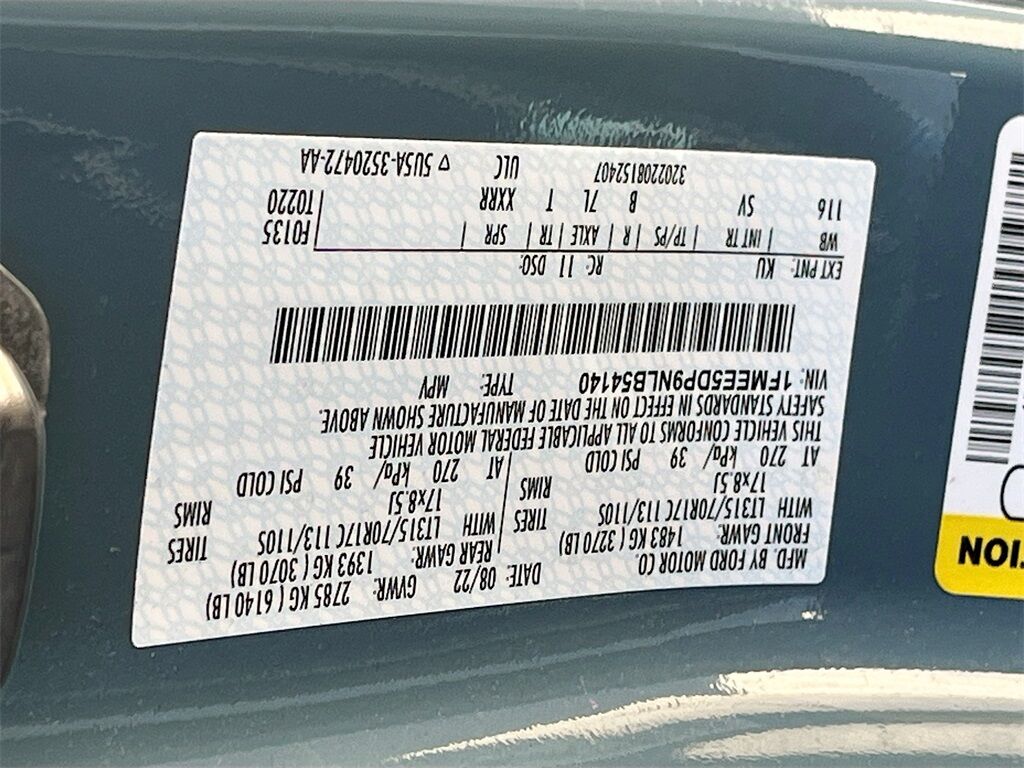 MFD. BY FORD MOTOR CO.
DATE: 08/22 GVWR: 2785 KG ( 6140 LB)
FRONT GAWR: 1483 KG ( 3270 LB) REAR GAWR: 1393 KG ( 3070 LB)
WITH LT315/70R17C 113/110S TIRES WITH LT315/70R17C 113/110S TIRES
17x8.5J RIMS 17x8.5J RIMS
AT 270 kPa/ 39 PSI COLD AT 270 kPa/ 39 PSI COLD
THIS VEHICLE CONFORMS TO ALL APPLICABLE FEDERAL MOTOR VEHICLE
SAFETY STANDARDS IN EFFECT ON THE DATE OF MANUFACTURE SHOWN ABOVE.
VIN: 1FMEE5DP9NLB54140 TYPE: MPV
EXT PNT: KU RC: 11 DSO:
WB | INT TR | TP/PS | R | AXLE | TR | SPR | F0135
116 SV B 7L T XXRR T0220
3202208152407 ULC ▽ 5U5A-3520472-AA